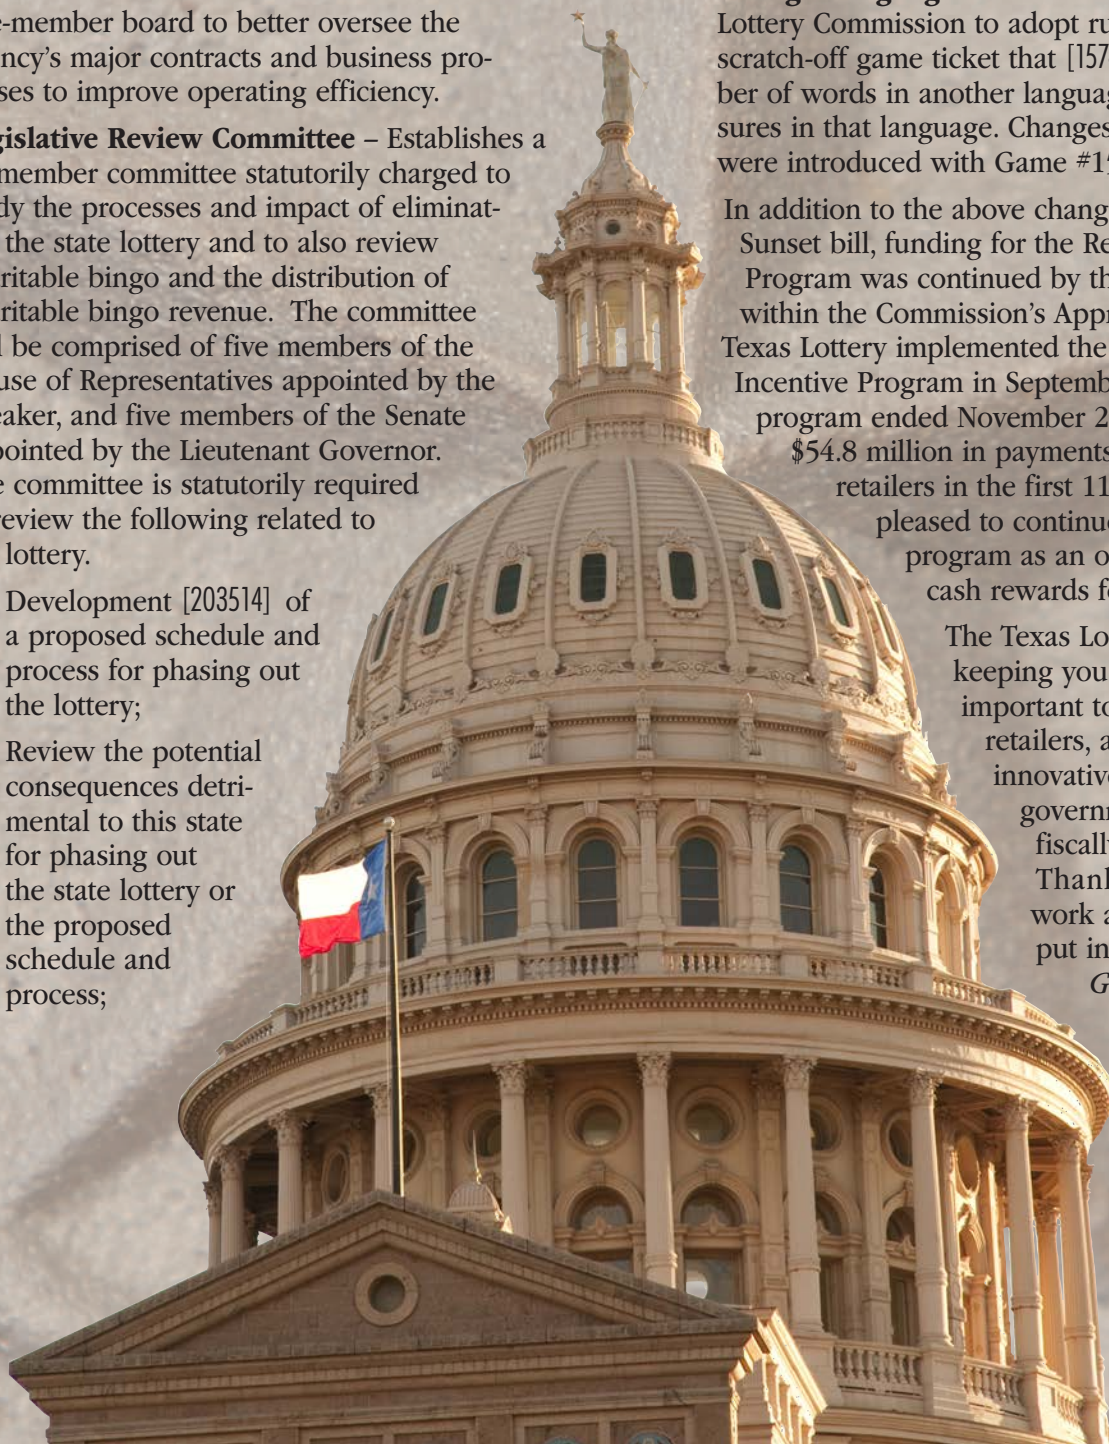 e-member board to better oversee the
ncy's major contracts and business pro-
ses to improve operating efficiency.
gislative Review Committee – Establishes a
member committee statutorily charged to
dy the processes and impact of eliminat-
the state lottery and to also review
ritable bingo and the distribution of
ritable bingo revenue. The committee
l be comprised of five members of the
use of Representatives appointed by the
eaker, and five members of the Senate
pointed by the Lieutenant Governor.
e committee is statutorily required
review the following related to
lottery.
Development [203514] of
a proposed schedule and
process for phasing out
the lottery;
Review the potential
consequences detri-
mental to this state
for phasing out
the state lottery or
the proposed
schedule and
process;
Lottery Commission to adopt ru
scratch-off game ticket that [157
ber of words in another languag
sures in that language. Changes
were introduced with Game #15
In addition to the above chang
Sunset bill, funding for the Re
Program was continued by th
within the Commission's Appr
Texas Lottery implemented the
Incentive Program in Septemb
program ended November 2
$54.8 million in payments
retailers in the first 11
pleased to continue
program as an o
cash rewards fo
The Texas Lo
keeping you
important to
retailers, a
innovative
governm
fiscally
Thank
work a
put in
G